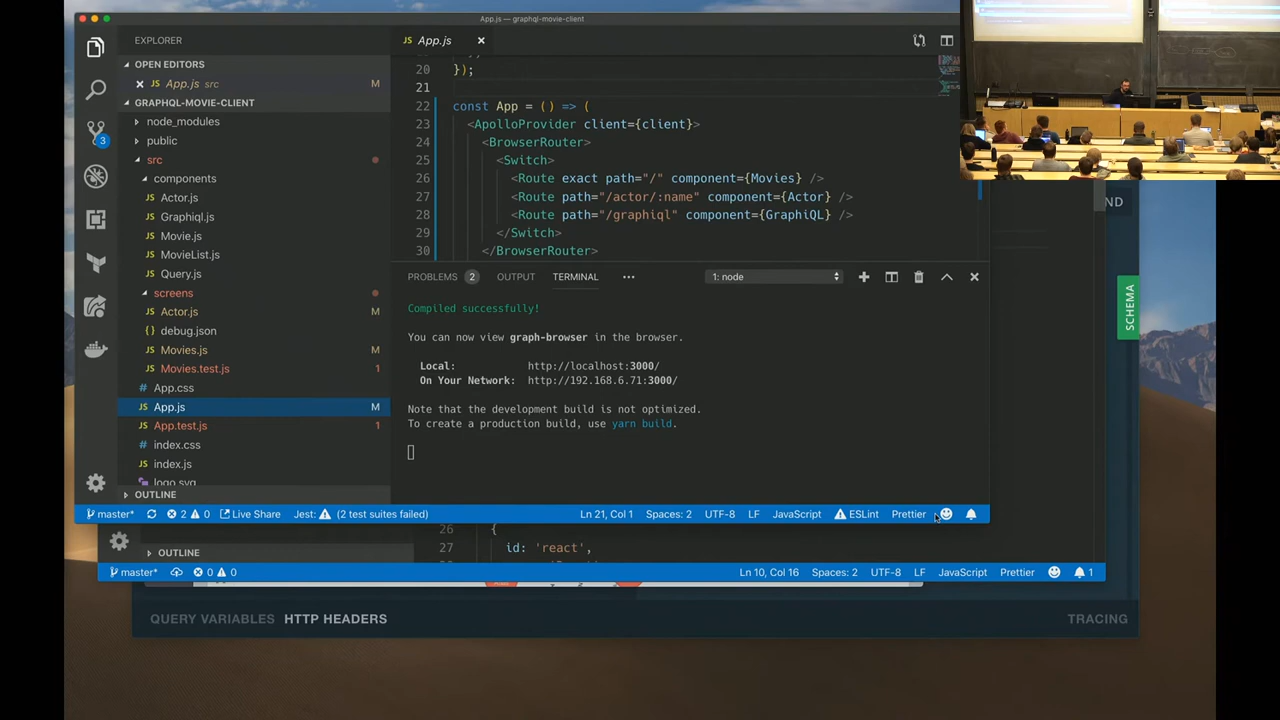 App.js — graphql-movie-client
EXPLORER
OPEN EDITORS
App.js src M
GRAPHQL-MOVIE-CLIENT
node_modules
public
src
components
JS Actor.js
JS Graphiql.js
JS Movie.js
JS MovieList.js
JS Query.js
screens
JS Actor.js M
{} debug.json
JS Movies.js M
JS Movies.test.js 1
# App.css
JS App.js M
JS App.test.js 1
# index.css
JS index.js
logo.svg
OUTLINE
3
JS App.js
20 });
21
22 const App = () => (
23 <ApolloProvider client={client}>
24 <BrowserRouter>
25 <Switch>
26 <Route exact path="/" component={Movies} />
27 <Route path="/actor/:name" component={Actor} />
28 <Route path="/graphiql" component={GraphiQL} />
29 </Switch>
30 </BrowserRouter>
PROBLEMS 2 OUTPUT TERMINAL ••• 1: node
Compiled successfully!
You can now view graph-browser in the browser.
Local: http://localhost:3000/
On Your Network: http://192.168.6.71:3000/
Note that the development build is not optimized.
To create a production build, use yarn build.
master* 2 0 Live Share Jest: (2 test suites failed) Ln 21, Col 1 Spaces: 2 UTF-8 LF JavaScript ESLint Prettier
26 {
27 id: 'react',
OUTLINE
master* 0 0 Ln 10, Col 16 Spaces: 2 UTF-8 LF JavaScript Prettier 1
ND
SCHEMA
QUERY VARIABLES HTTP HEADERS TRACING